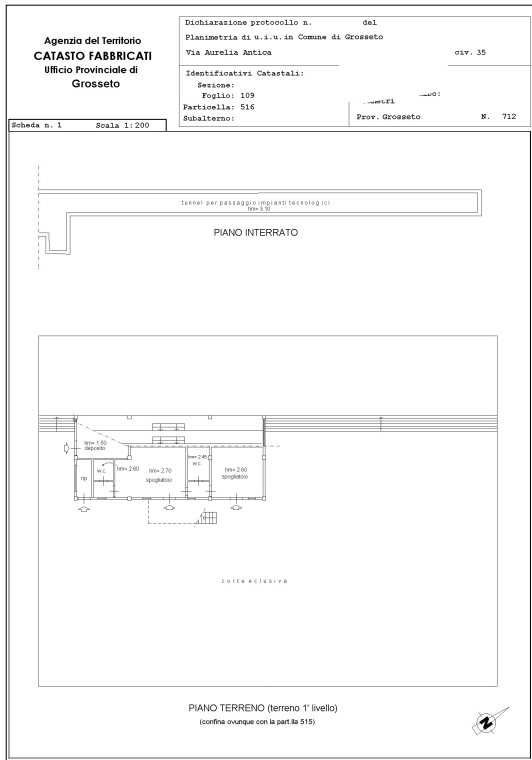 Agenzia del Territorio
CATASTO FABBRICATI
Ufficio Provinciale di
Grosseto
Scheda n. 1 Scala 1:200
Dichiarazione protocollo n. del
Planimetria di u.i.u. in Comune di Grosseto
Via Aurelia Antica civ. 35
Identificativi Catastali:
Sezione:
Foglio: 109
Particella: 516
Subalterno:
Prov. Grosseto N. 712
tunnel per passaggio impianti tecnologici
hm= 3.10
PIANO INTERRATO
hm= 1.50
deposito
rip.
w.c.
hm= 2.60
hm= 2.70
spogliatoio
hm= 2.45
w.c.
hm= 2.60
spogliatoio
corte eclusiva
PIANO TERRENO (terreno 1' livello)
(confina ovunque con la part.lla 515)